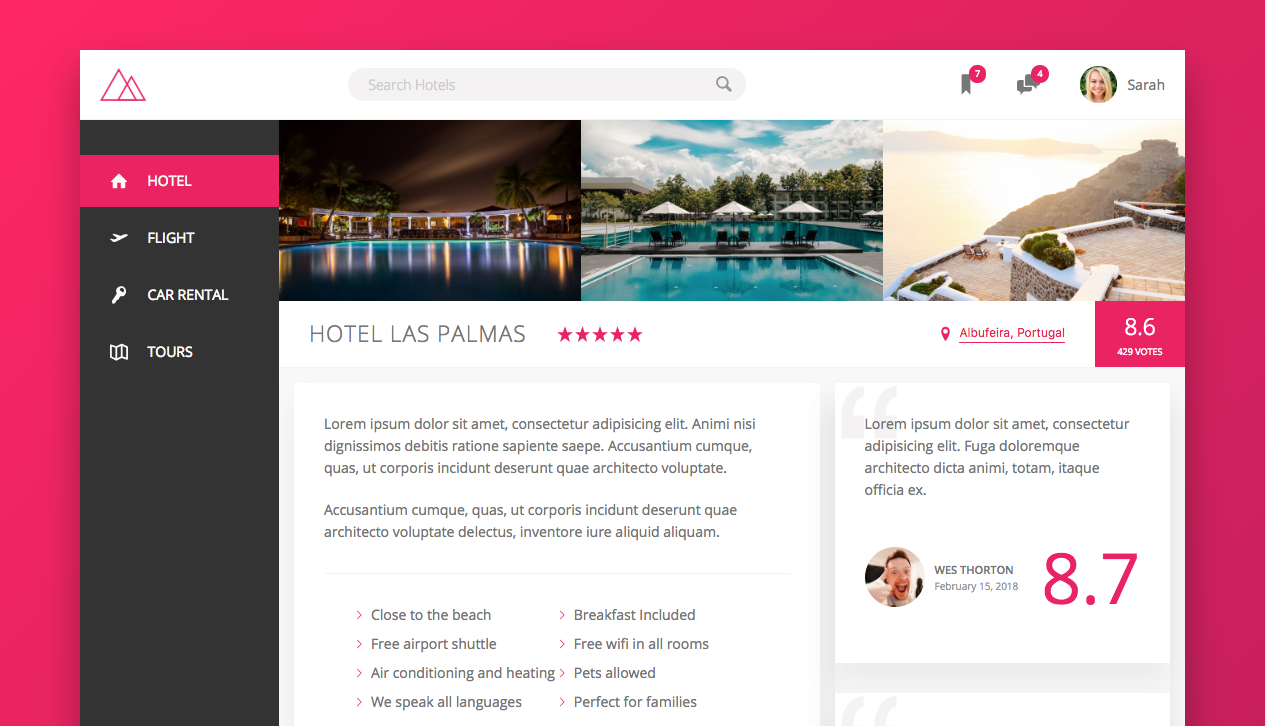 Search Hotels
7
4
Sarah
HOTEL
FLIGHT
CAR RENTAL
TOURS
HOTEL LAS PALMAS
Albufeira, Portugal
8.6
429 VOTES
Lorem ipsum dolor sit amet, consectetur adipisicing elit. Animi nisi
dignissimos debitis ratione sapiente saepe. Accusantium cumque,
quas, ut corporis incidunt deserunt quae architecto voluptate.
Accusantium cumque, quas, ut corporis incidunt deserunt quae
architecto voluptate delectus, inventore iure aliquid aliquam.
Close to the beach
Free airport shuttle
Air conditioning and heating
We speak all languages
Breakfast Included
Free wifi in all rooms
Pets allowed
Perfect for families
“
Lorem ipsum dolor sit amet, consectetur
adipisicing elit. Fuga doloremque
architecto dicta animi, totam, itaque
officia ex.
WES THORTON
February 15, 2018
8.7
“